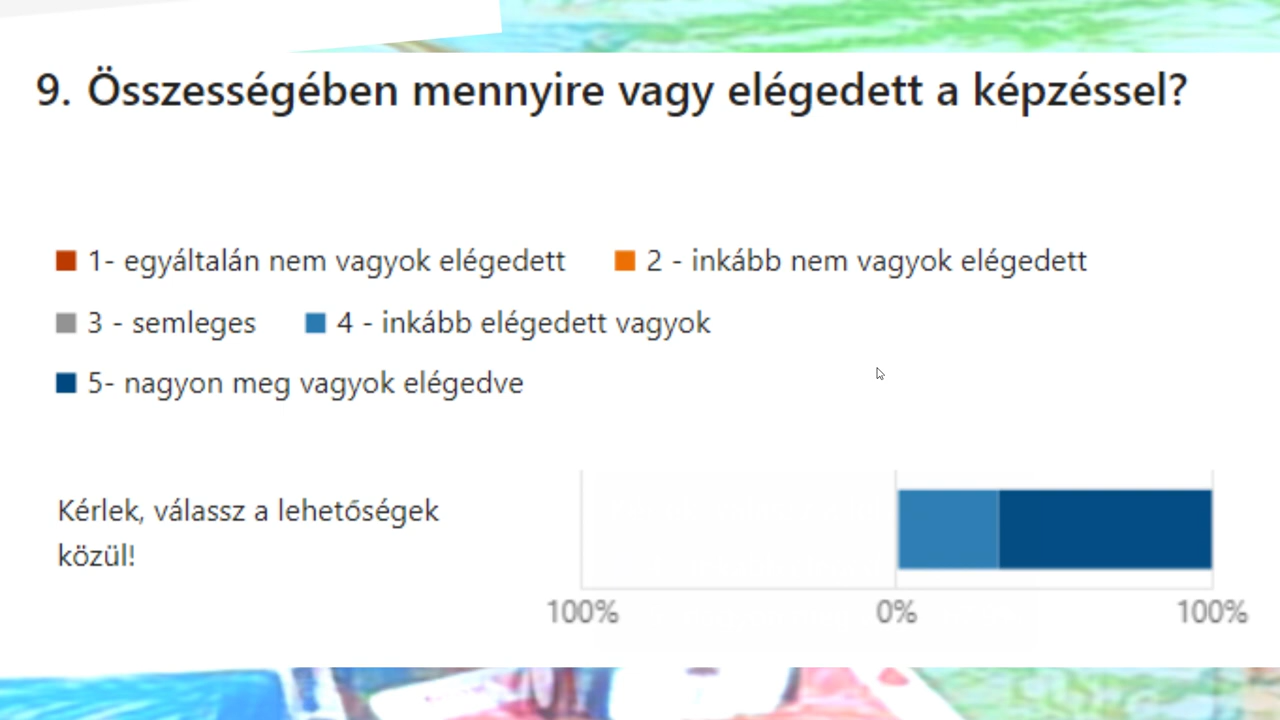 9. Összességében mennyire vagy elégedett a képzéssel?
1- egyáltalán nem vagyok elégedett 2 - inkább nem vagyok elégedett
3 - semleges 4 - inkább elégedett vagyok
5- nagyon meg vagyok elégedve
Kérlek, válassz a lehetőségek
közül!
100% 0% 100%